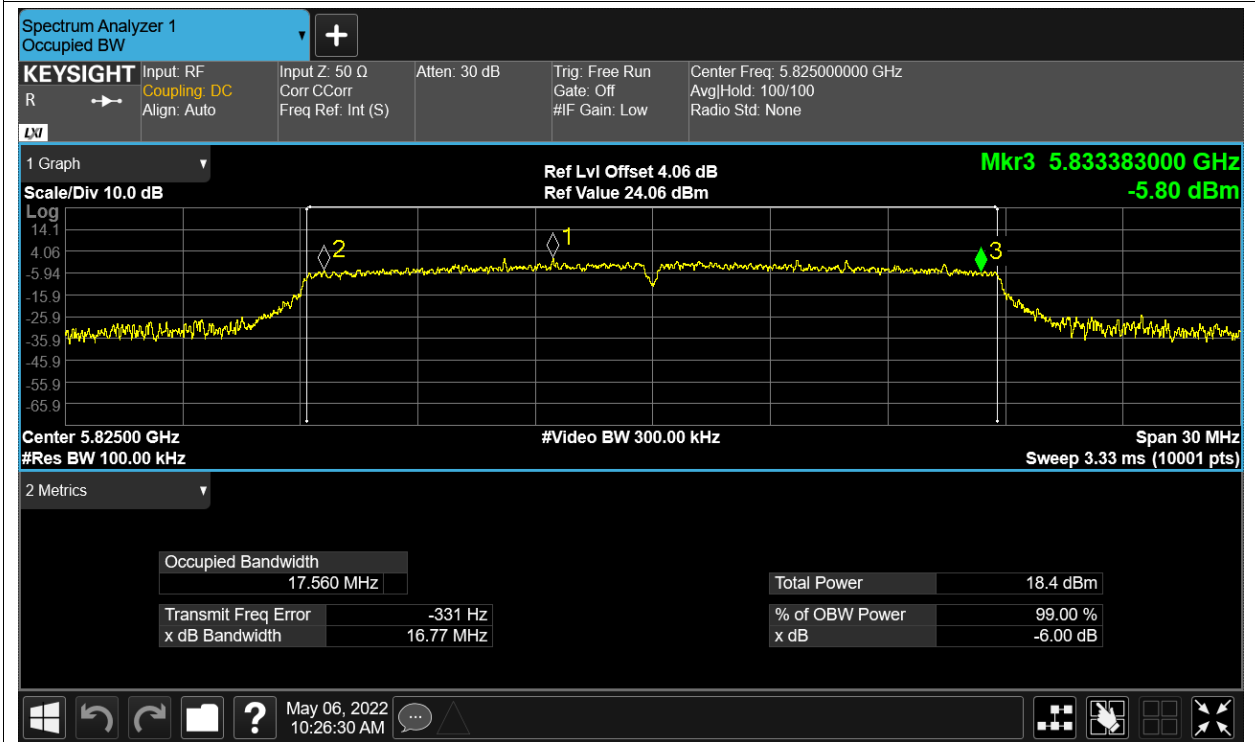 Spectrum Analyzer 1
Occupied BW
KEYSIGHT
R
LXI
Input: RF
Coupling: DC
Align: Auto
Input Z: 50 Ω
Corr CCorr
Freq Ref: Int (S)
Atten: 30 dB
Trig: Free Run
Gate: Off
#IF Gain: Low
Center Freq: 5.825000000 GHz
Avg|Hold: 100/100
Radio Std: None
1 Graph
Scale/Div 10.0 dB
Ref Lvl Offset 4.06 dB
Ref Value 24.06 dBm
Mkr3 5.833383000 GHz
-5.80 dBm
Log
14.1
4.06
-5.94
-15.9
-25.9
-35.9
-45.9
-55.9
-65.9
2
1
3
Center 5.82500 GHz
#Video BW 300.00 kHz
Span 30 MHz
#Res BW 100.00 kHz
Sweep 3.33 ms (10001 pts)
2 Metrics
Occupied Bandwidth
17.560 MHz
Transmit Freq Error -331 Hz
x dB Bandwidth 16.77 MHz
Total Power 18.4 dBm
% of OBW Power 99.00 %
x dB -6.00 dB
?
May 06, 2022
10:26:30 AM